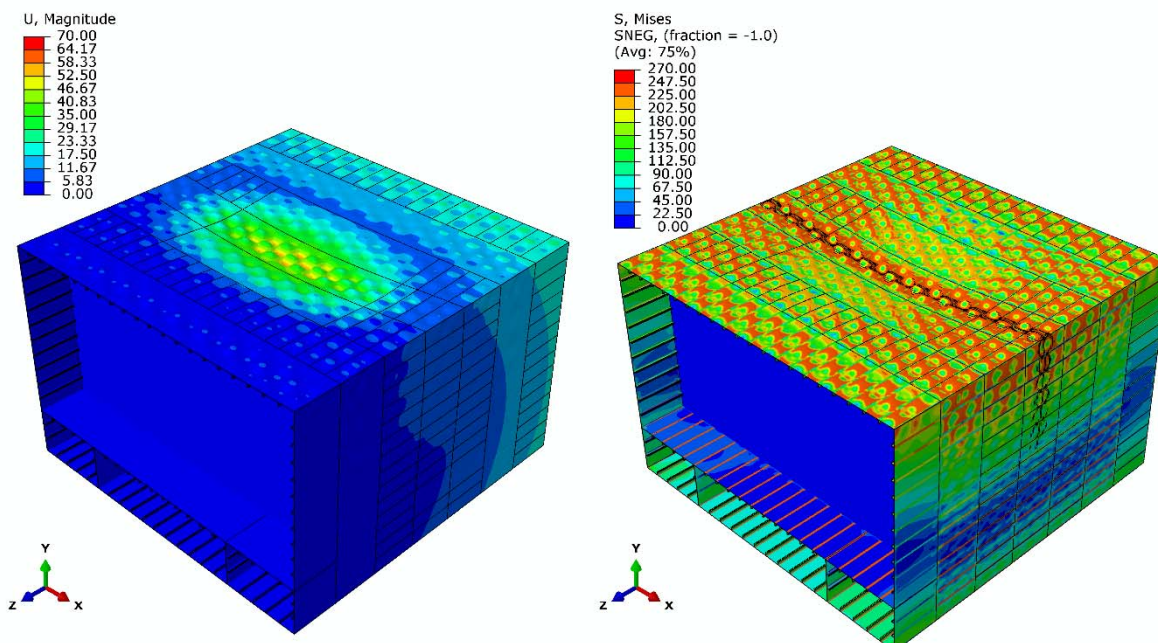 U, Magnitude
70.00
64.17
58.33
52.50
46.67
40.83
35.00
29.17
23.33
17.50
11.67
5.83
0.00
Y
Z
X
S, Mises
SNEG, (fraction = -1.0)
(Avg: 75%)
270.00
247.50
225.00
202.50
180.00
157.50
135.00
112.50
90.00
67.50
45.00
22.50
0.00
Y
Z
X